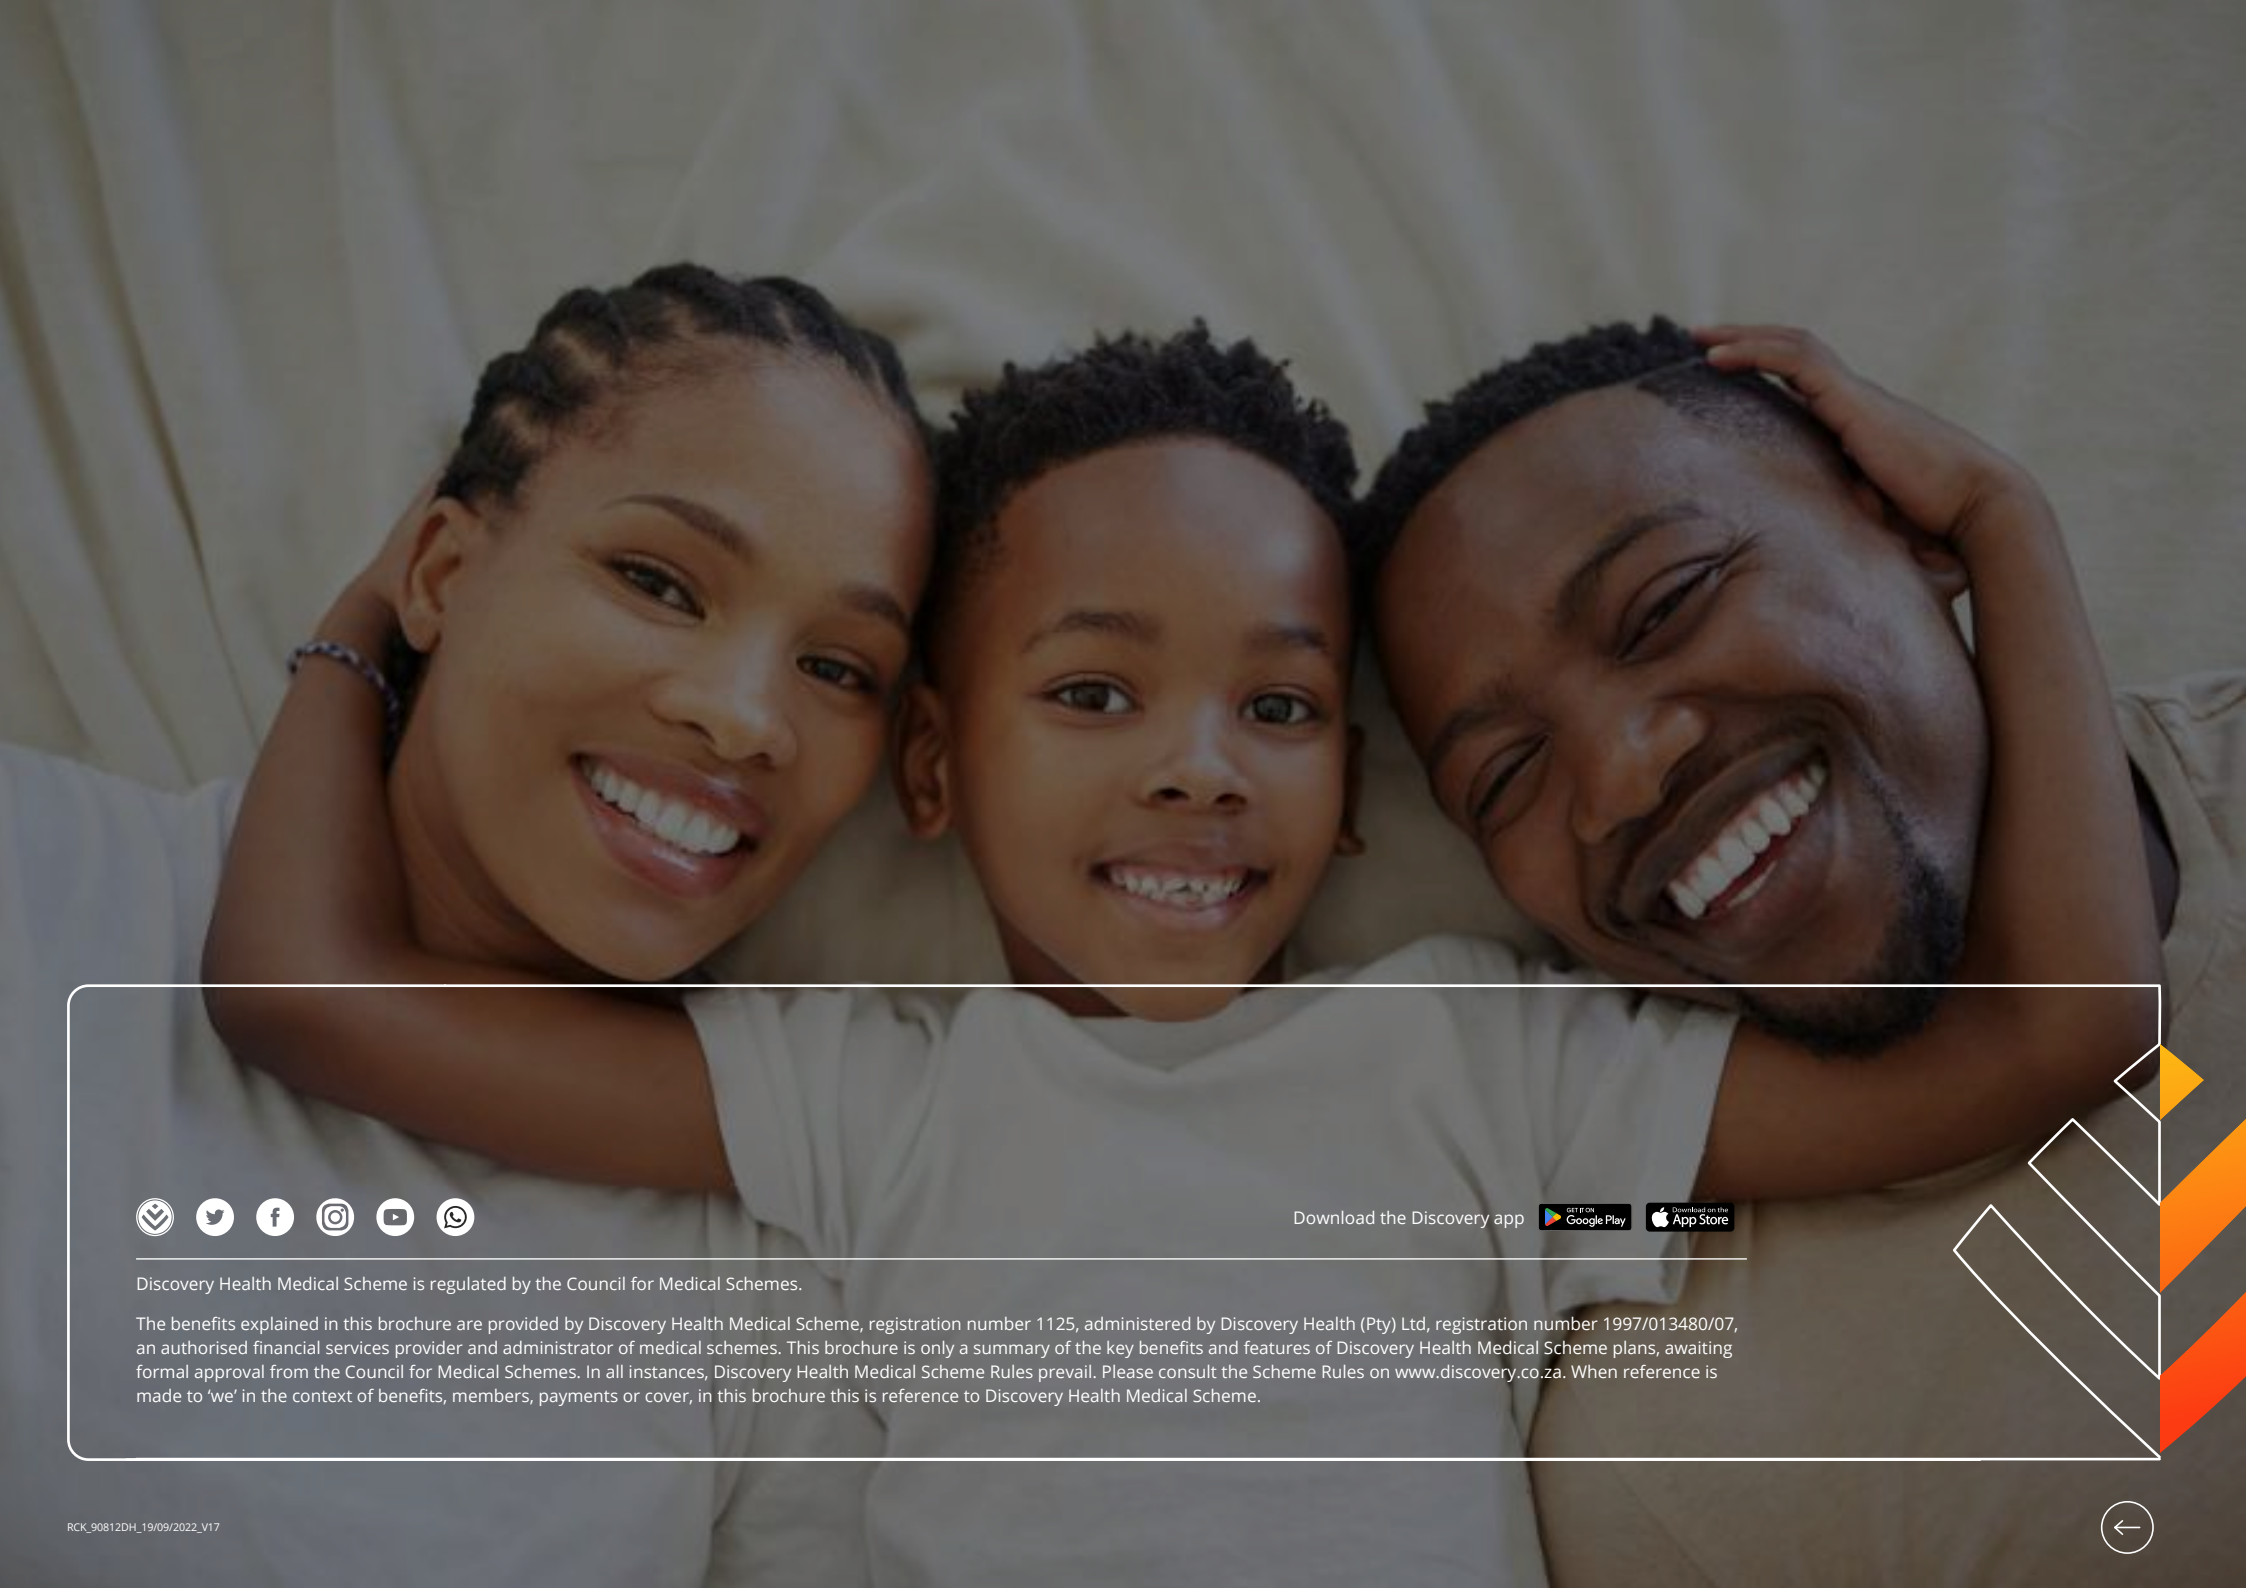 Download the Discovery app
GET IT ON
Google Play
Download on the
App Store
Discovery Health Medical Scheme is regulated by the Council for Medical Schemes.
The benefits explained in this brochure are provided by Discovery Health Medical Scheme, registration number 1125, administered by Discovery Health (Pty) Ltd, registration number 1997/013480/07,
an authorised financial services provider and administrator of medical schemes. This brochure is only a summary of the key benefits and features of Discovery Health Medical Scheme plans, awaiting
formal approval from the Council for Medical Schemes. In all instances, Discovery Health Medical Scheme Rules prevail. Please consult the Scheme Rules on www.discovery.co.za. When reference is
made to ‘we’ in the context of benefits, members, payments or cover, in this brochure this is reference to Discovery Health Medical Scheme.
RCK_90812DH_19/09/2022_V17